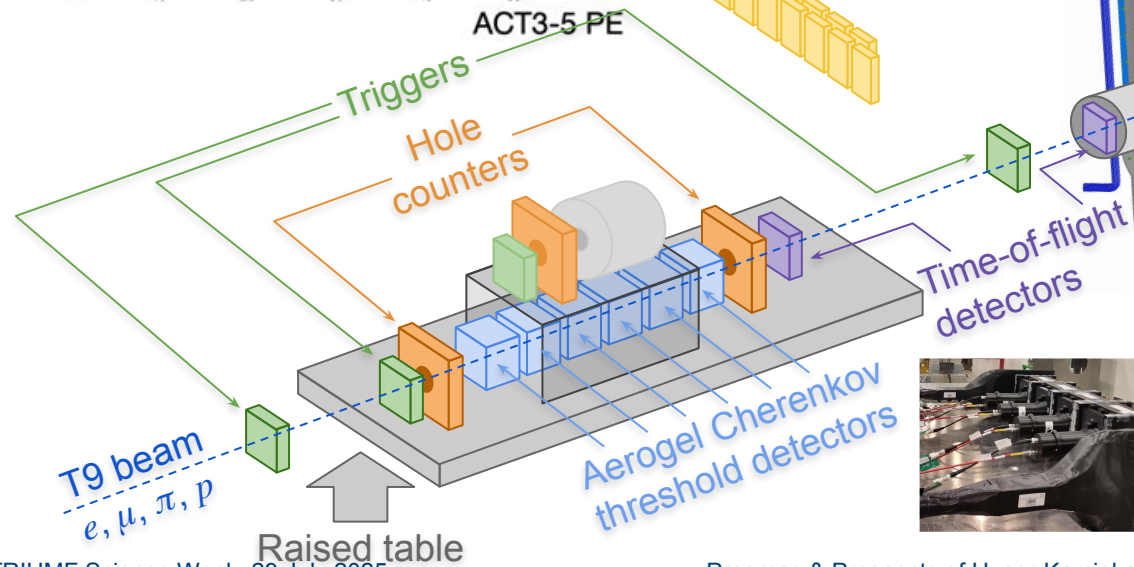 ACT3-5 PE
Triggers
Hole
counters
Time-of-flight
detectors
Aerogel Cherenkov
threshold detectors
T9 beam
e, μ, π, p
Raised table